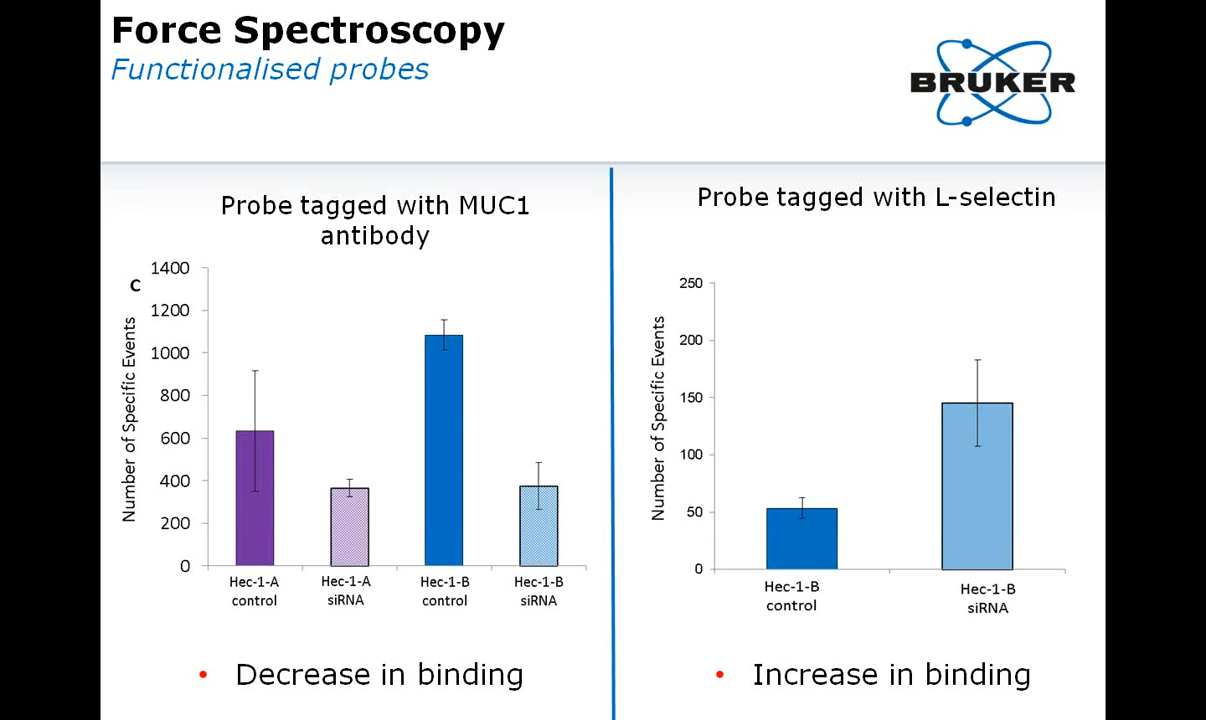 Force Spectroscopy
Functionalised probes
BRUKER
Probe tagged with MUC1
antibody
C
Number of Specific Events
1400
1200
1000
800
600
400
200
0
Hec-1-A
control
Hec-1-A
siRNA
Hec-1-B
control
Hec-1-B
siRNA
• Decrease in binding
Probe tagged with L-selectin
Number of Specific Events
250
200
150
100
50
0
Hec-1-B
control
Hec-1-B
siRNA
• Increase in binding